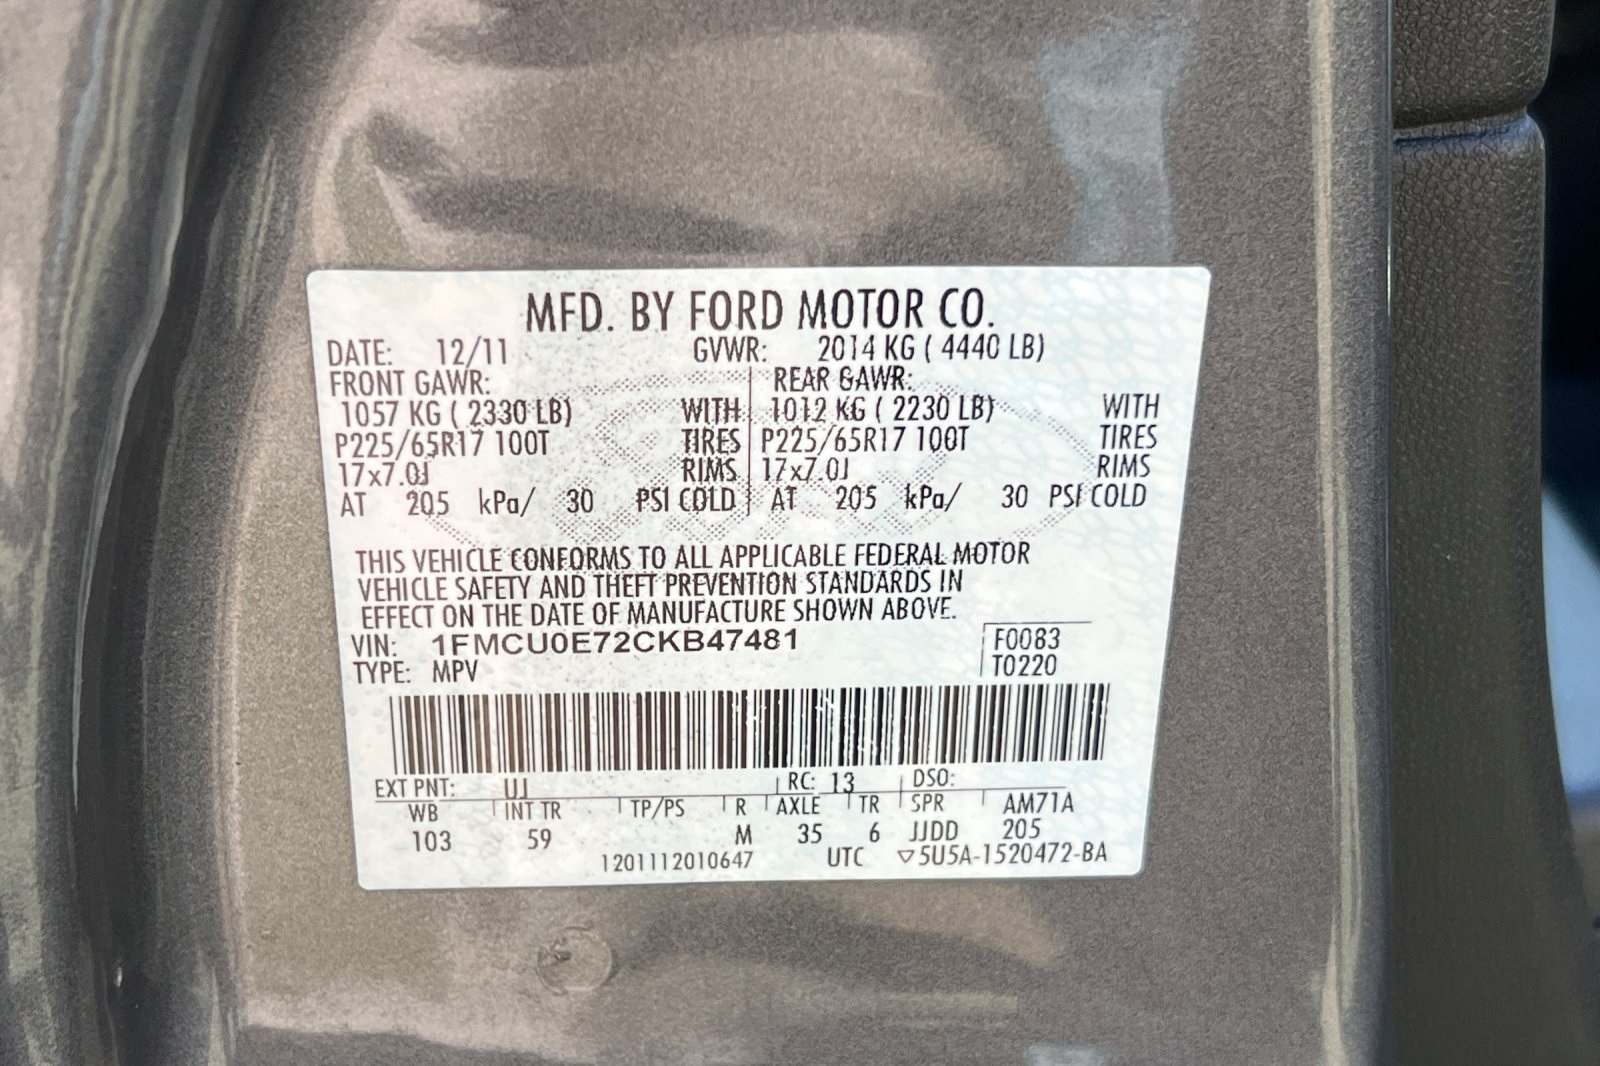 MFD. BY FORD MOTOR CO.
DATE: 12/11 GVWR: 2014 KG ( 4440 LB)
FRONT GAWR: REAR GAWR:
1057 KG ( 2330 LB) WITH 1012 KG ( 2230 LB) WITH
P225/65R17 100T TIRES P225/65R17 100T TIRES
17x7.0J RIMS 17x7.0J RIMS
AT 205 kPa/ 30 PSI COLD AT 205 kPa/ 30 PSI COLD
THIS VEHICLE CONFORMS TO ALL APPLICABLE FEDERAL MOTOR
VEHICLE SAFETY AND THEFT PREVENTION STANDARDS IN
EFFECT ON THE DATE OF MANUFACTURE SHOWN ABOVE.
VIN: 1FMCU0E72CKB47481 F0083
TYPE: MPV T0220
EXT PNT: UJ RC: 13 DSO:
WB INT TR TP/PS R AXLE TR SPR AM71A
103 59 M 35 6 JJDD 205
1201112010647 UTC ▽5U5A-1520472-BA